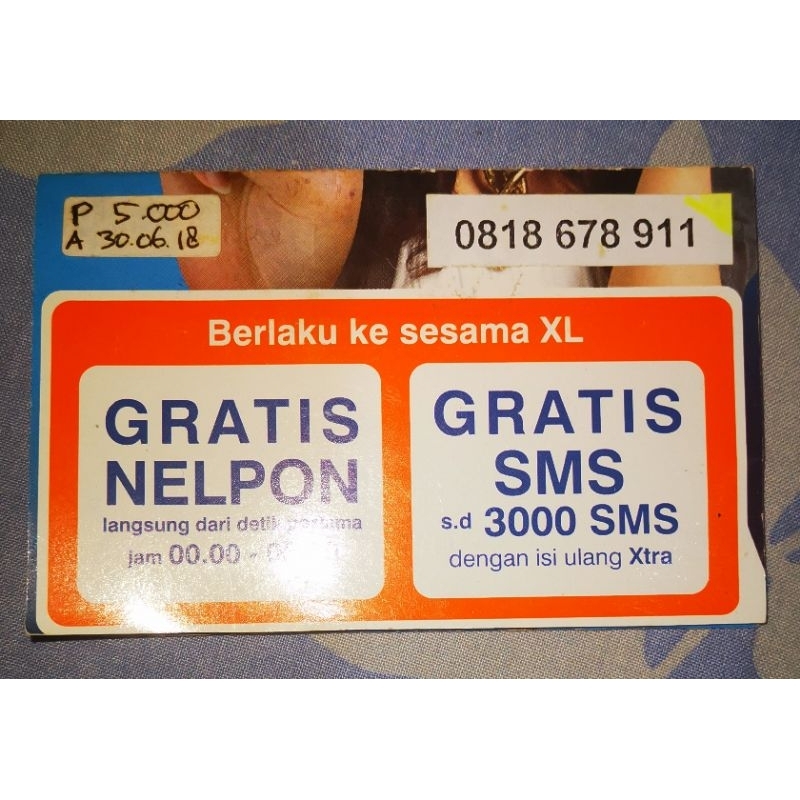 P 5.000
A 30.06.18
0818 678 911
Berlaku ke sesama XL
GRATIS
NELPON
langsung dari detik pertama
jam 00.00 -
GRATIS
SMS
s.d 3000 SMS
dengan isi ulang Xtra